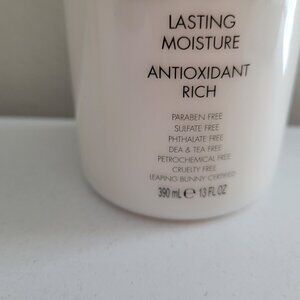 LASTING
MOISTURE
ANTIOXIDANT
RICH
PARABEN FREE
SULFATE FREE
PHTHALATE FREE
DEA & TEA FREE
PETROCHEMICAL FREE
CRUELTY FREE
LEAPING BUNNY CERTIFIED
390 mL ℮ 13 FL OZ